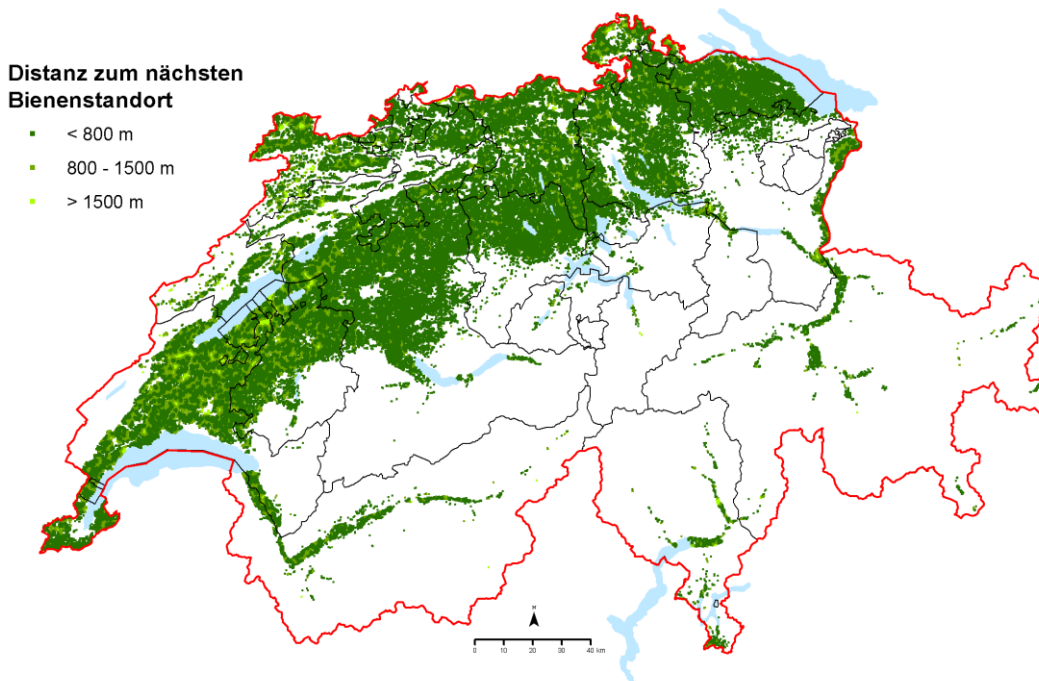 Distanz zum nächsten
Bienenstandort
< 800 m
800 - 1500 m
> 1500 m
N
0 10 20 30 40 km